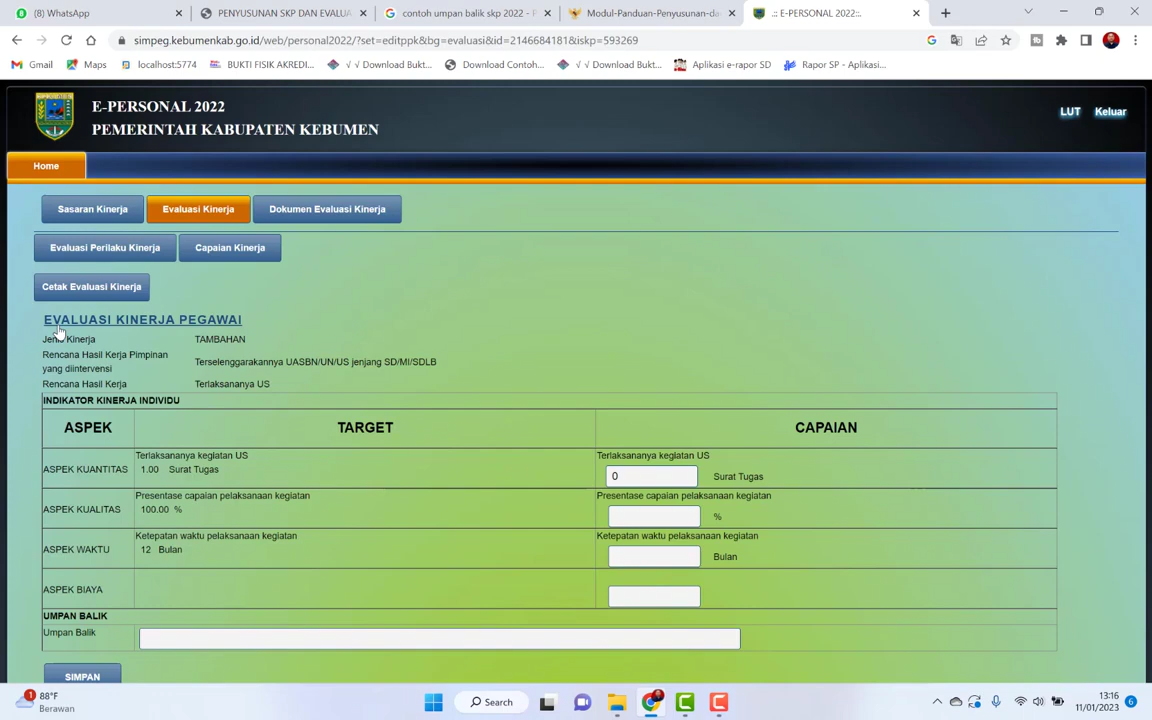 (8) WhatsApp
PENYUSUNAN SKP DAN EVALUA
contoh umpan balik skp 2022 - P
Modul-Panduan-Penyusunan-da
.:: E-PERSONAL 2022::.
simpeg.kebumenkab.go.id/web/personal2022/?set=editppk&bg=evaluasi&id=2146684181&iskp=593269
Gmail
Maps
localhost:5774
BUKTI FISIK AKREDI...
√ √ Download Bukt...
Download Contoh...
√ √ Download Bukt...
Aplikasi e-rapor SD
Rapor SP - Aplikasi...
E-PERSONAL 2022
PEMERINTAH KABUPATEN KEBUMEN
LUT Keluar
Home
Sasaran Kinerja Evaluasi Kinerja Dokumen Evaluasi Kinerja
Evaluasi Perilaku Kinerja Capaian Kinerja
Cetak Evaluasi Kinerja
EVALUASI KINERJA PEGAWAI
Jenis Kinerja TAMBAHAN
Rencana Hasil Kerja Pimpinan
yang diintervensi
Terselenggarakannya UASBN/UN/US jenjang SD/MI/SDLB
Rencana Hasil Kerja Terlaksananya US
INDIKATOR KINERJA INDIVIDU
ASPEK TARGET CAPAIAN
Terlaksananya kegiatan US Terlaksananya kegiatan US
ASPEK KUANTITAS 1.00 Surat Tugas 0 Surat Tugas
Presentase capaian pelaksanaan kegiatan Presentase capaian pelaksanaan kegiatan
ASPEK KUALITAS 100.00 % %
Ketepatan waktu pelaksanaan kegiatan Ketepatan waktu pelaksanaan kegiatan
ASPEK WAKTU 12 Bulan Bulan
ASPEK BIAYA
UMPAN BALIK
Umpan Balik
SIMPAN
1
88°F
Berawan
Search
13:16
11/01/2023
6